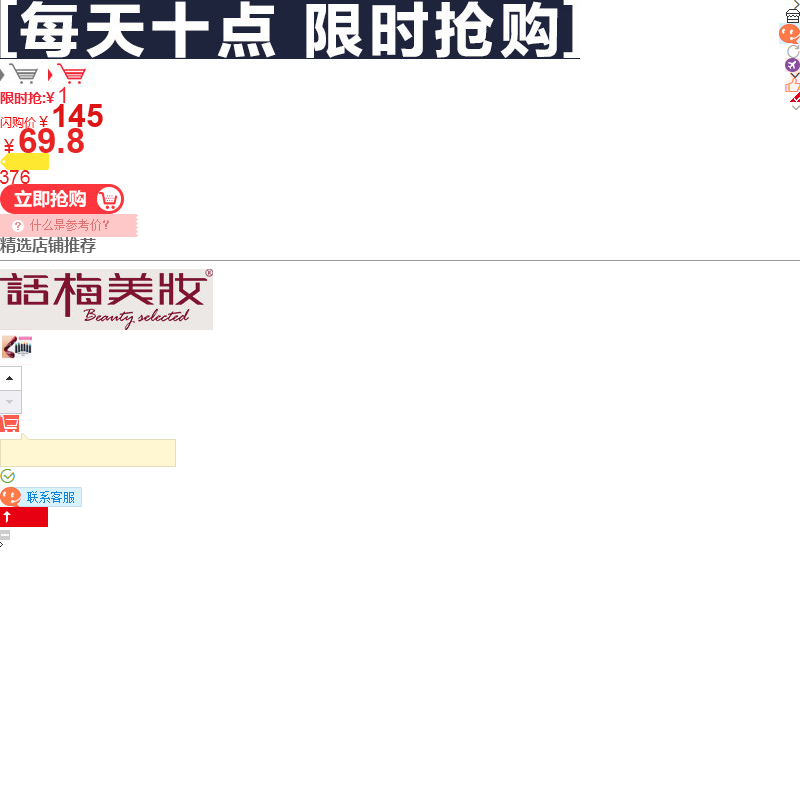 [每天十点 限时抢购]
限时抢:¥ 1
闪购价 ¥ 145
¥ 69.8
376
立即抢购
? 什么是参考价?
精选店铺推荐
話梅美妝®
Beauty selected
联系客服